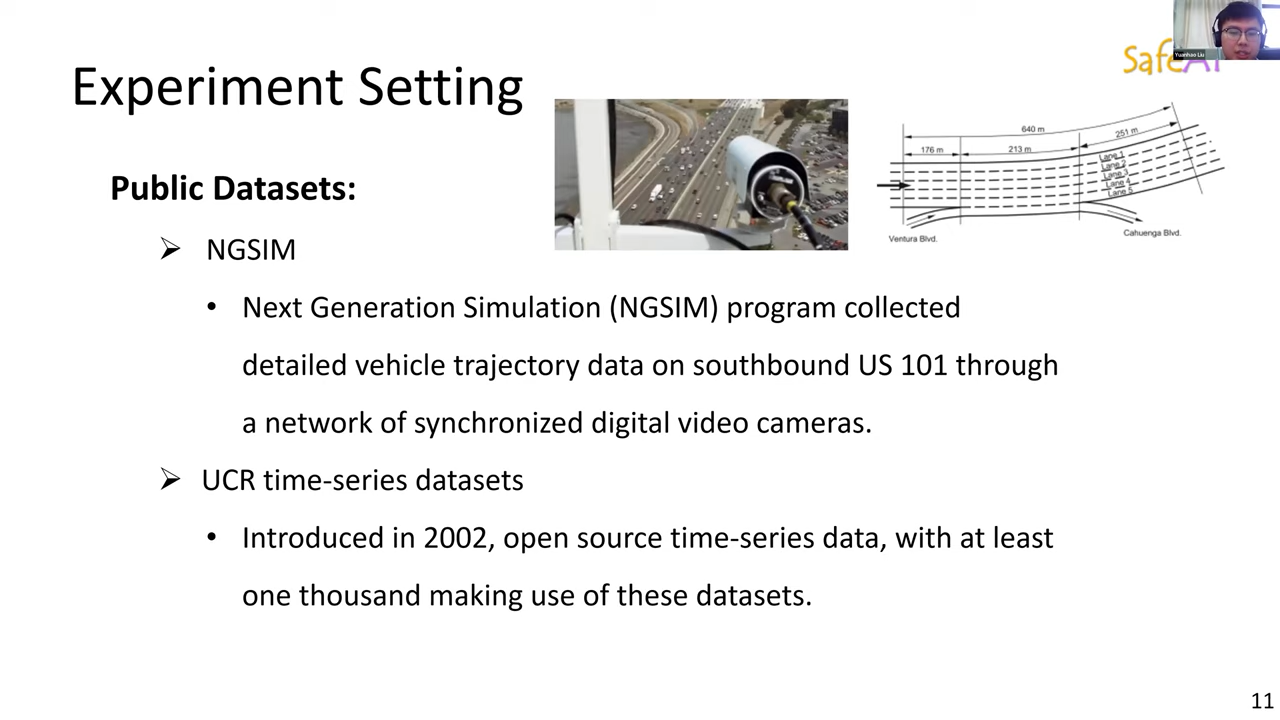 Experiment Setting
Yuanhao Liu
SafeAI
640 m
251 m
176 m
213 m
Lane 1
Lane 2
Lane 3
Lane 4
Lane 5
Ventura Blvd.
Cahuenga Blvd.
Public Datasets:
NGSIM
Next Generation Simulation (NGSIM) program collected
detailed vehicle trajectory data on southbound US 101 through
a network of synchronized digital video cameras.
UCR time-series datasets
Introduced in 2002, open source time-series data, with at least
one thousand making use of these datasets.
11